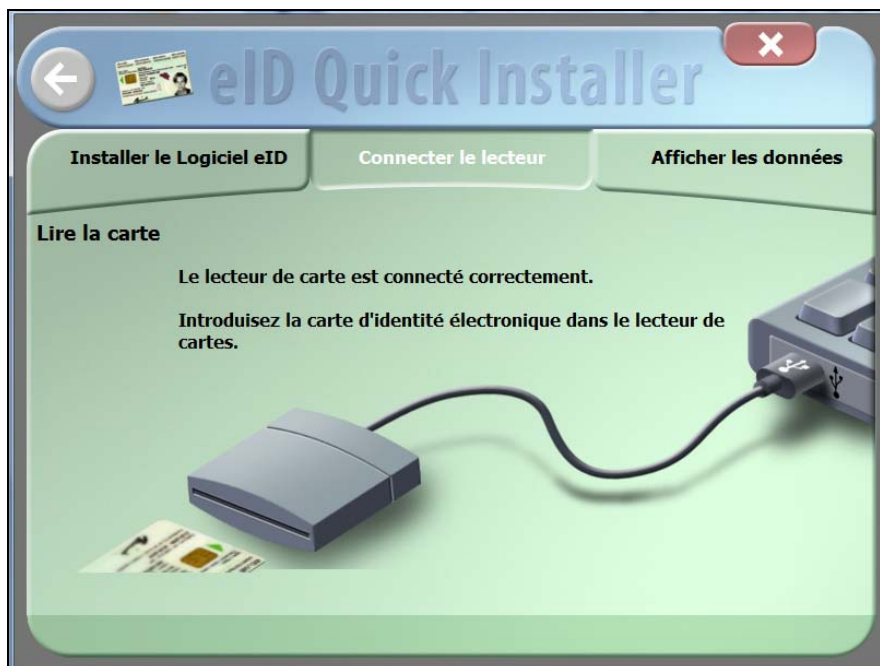 eID Quick Installer
Installer le Logiciel eID
Connecter le lecteur
Afficher les données
Lire la carte
Le lecteur de carte est connecté correctement.
Introduisez la carte d'identité électronique dans le lecteur de
cartes.